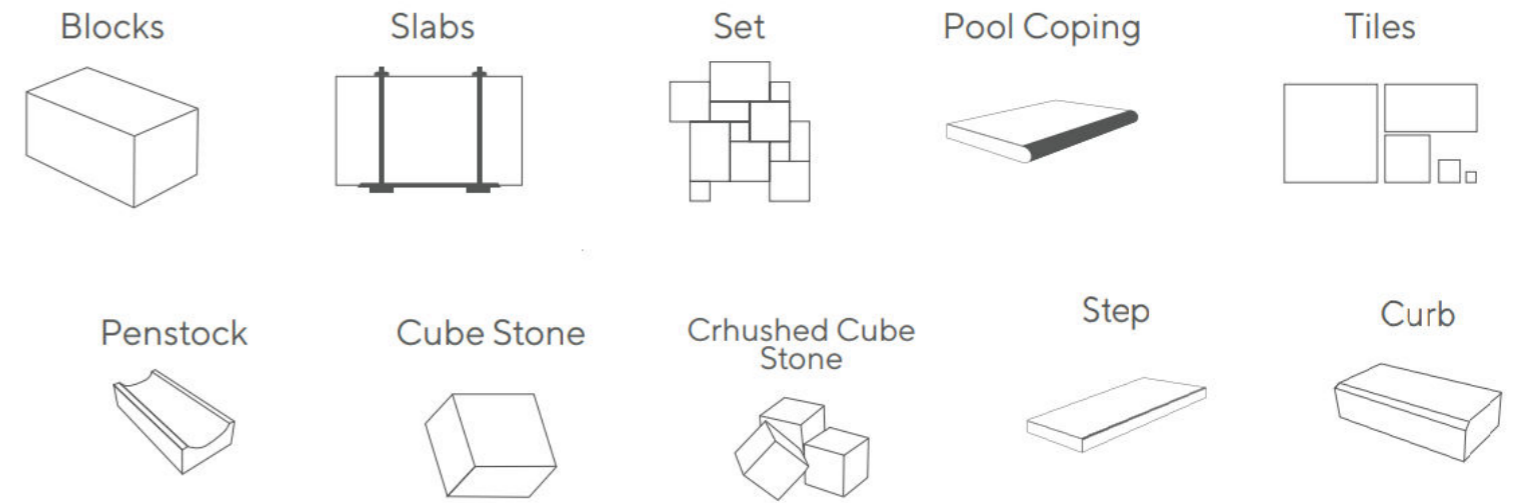 Blocks
Slabs
Set
Pool Coping
Tiles
Penstock
Cube Stone
Crhushed Cube
Stone
Step
Curb